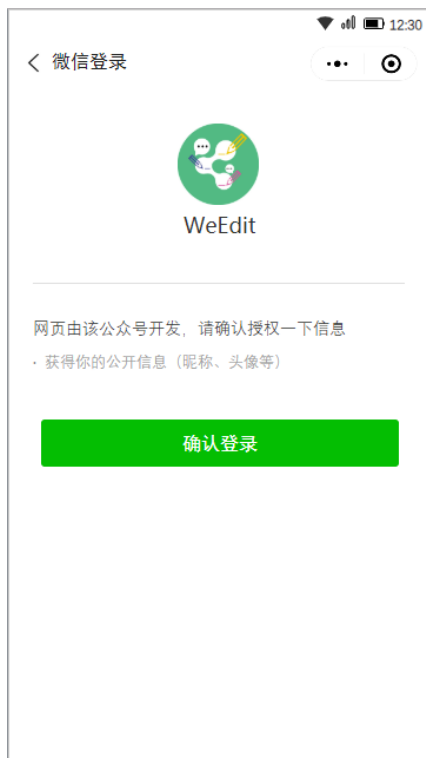 12:30
微信登录
WeEdit
网页由该公众号开发，请确认授权一下信息
· 获得你的公开信息（昵称、头像等）
确认登录